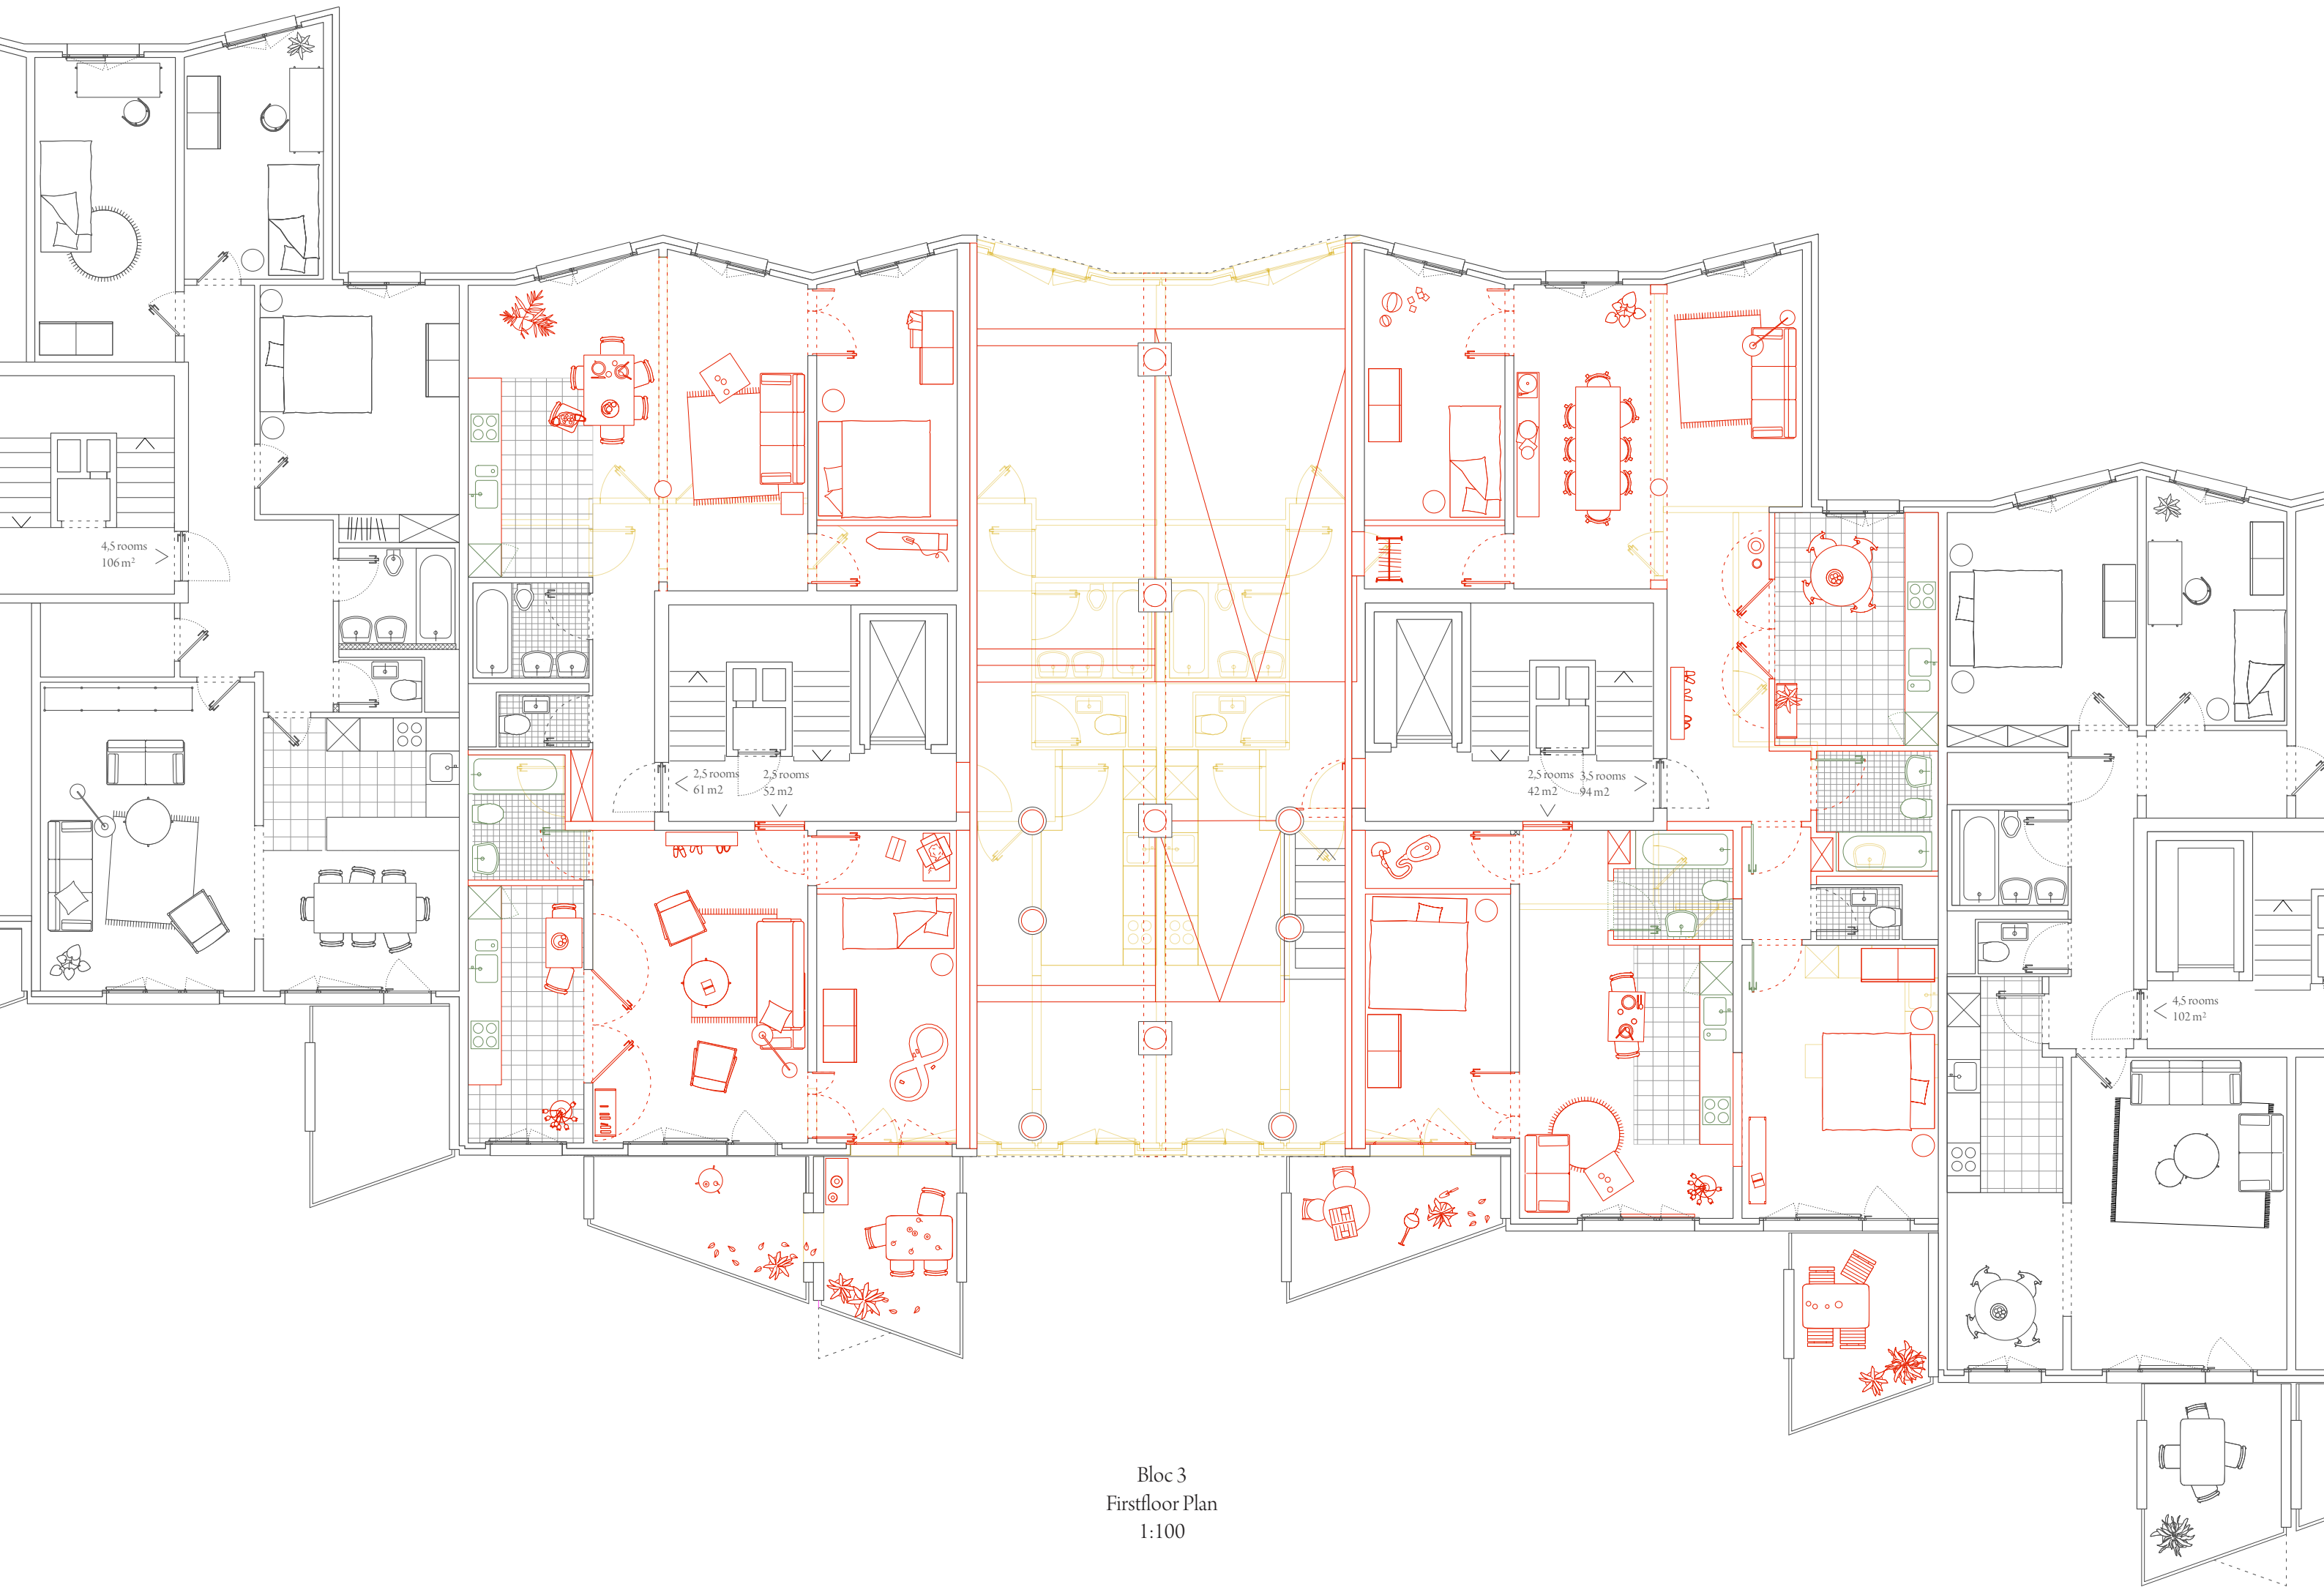 4,5 rooms
106 m²
2,5 rooms
61 m2
2,5 rooms
52 m2
2,5 rooms
42 m2
3,5 rooms
94 m2
4,5 rooms
102 m²
Bloc 3
Firstfloor Plan
1:100